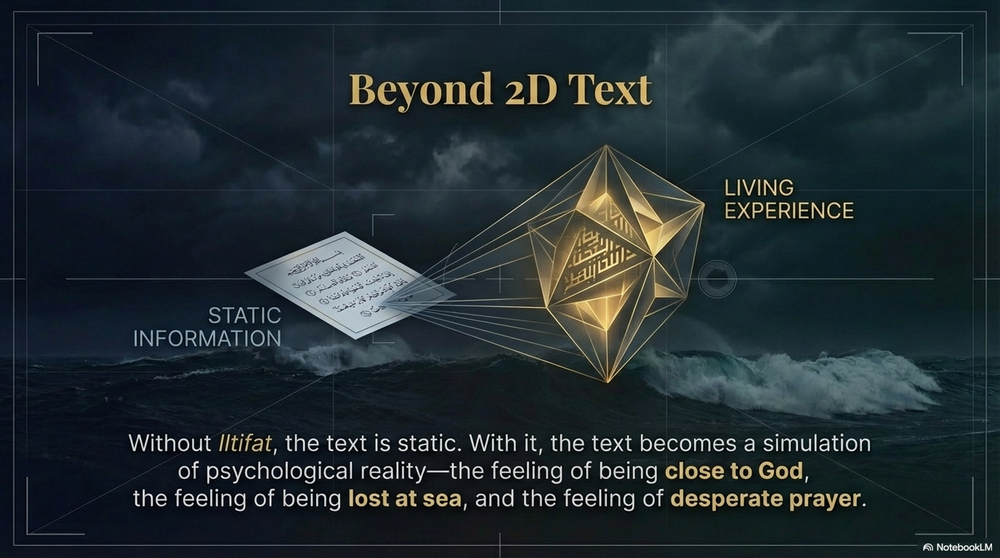 Beyond 2D Text
LIVING
EXPERIENCE
STATIC
INFORMATION
Without Iltifat, the text is static. With it, the text becomes a simulation
of psychological reality—the feeling of being close to God,
the feeling of being lost at sea, and the feeling of desperate prayer.
NotebookLM